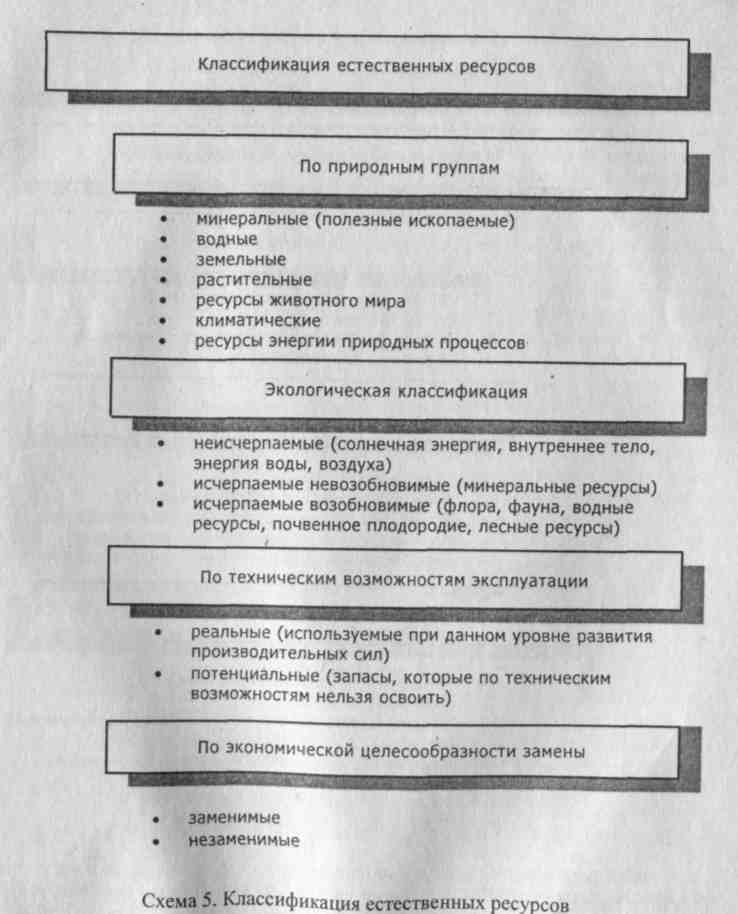 Классификация естественных ресурсов
По природным группам
• минеральные (полезные ископаемые)
• водные
• земельные
• растительные
• ресурсы животного мира
• климатические
• ресурсы энергии природных процессов
Экологическая классификация
• неисчерпаемые (солнечная энергия, внутреннее тело,
энергия воды, воздуха)
• исчерпаемые невозобновимые (минеральные ресурсы)
• исчерпаемые возобновимые (флора, фауна, водные
ресурсы, почвенное плодородие, лесные ресурсы)
По техническим возможностям эксплуатации
• реальные (используемые при данном уровне развития
производительных сил)
• потенциальные (запасы, которые по техническим
возможностям нельзя освоить)
По экономической целесообразности замены
• заменимые
• незаменимые
Схема 5. Классификация естественных ресурсов